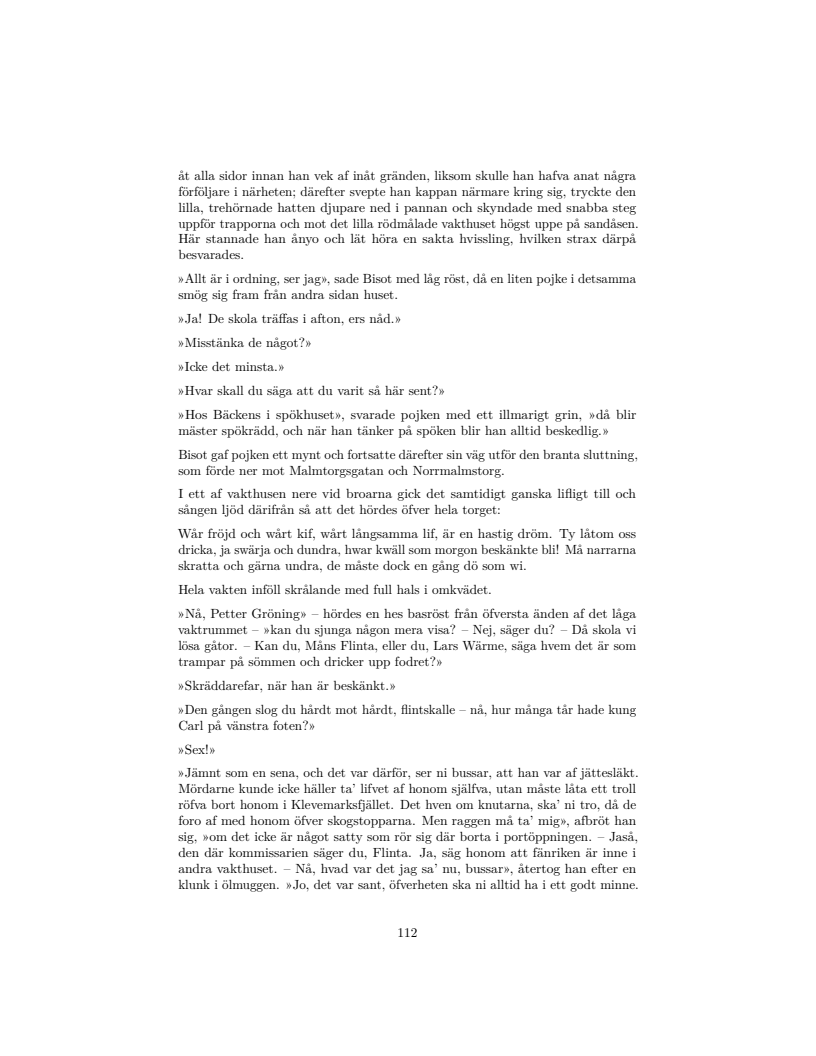 åt alla sidor innan han vek af inåt gränden, liksom skulle han hafva anat några
förföljare i närheten; därefter svepte han kappan närmare kring sig, tryckte den
lilla, trehörnade hatten djupare ned i pannan och skyndade med snabba steg
uppför trapporna och mot det lilla rödmålade vakthuset högst uppe på sandåsen.
Här stannade han ånyo och lät höra en sakta hvissling, hvilken strax därpå
besvarades.
»Allt är i ordning, ser jag», sade Bisot med låg röst, då en liten pojke i detsamma
smög sig fram från andra sidan huset.
»Ja! De skola träffas i afton, ers nåd.»
»Misstänka de något?»
»Icke det minsta.»
»Hvar skall du säga att du varit så här sent?»
»Hos Bäckens i spökhuset», svarade pojken med ett illmarigt grin, »då blir
mäster spökrädd, och när han tänker på spöken blir han alltid beskedlig.»
Bisot gaf pojken ett mynt och fortsatte därefter sin väg utför den branta sluttning,
som förde ner mot Malmtorgsgatan och Norrmalmstorg.
I ett af vakthusen nere vid broarna gick det samtidigt ganska lifligt till och
sången ljöd därifrån så att det hördes öfver hela torget:
Wår fröjd och wårt kif, wårt långsamma lif, är en hastig dröm. Ty låtom oss
dricka, ja swärja och dundra, hwar kwäll som morgon beskänkte bli! Må narrarna
skratta och gärna undra, de måste dock en gång dö som wi.
Hela vakten inföll skrålande med full hals i omkvädet.
»Nå, Petter Gröning» – hördes en hes basröst från öfversta änden af det låga
vaktrummet – »kan du sjunga någon mera visa? – Nej, säger du? – Då skola vi
lösa gåtor. – Kan du, Måns Flinta, eller du, Lars Wärme, säga hvem det är som
trampar på sömmen och dricker upp fodret?»
»Skräddarefar, när han är beskänkt.»
»Den gången slog du hårdt mot hårdt, flintskalle – nå, hur många tår hade kung
Carl på vänstra foten?»
»Sex!»
»Jämnt som en sena, och det var därför, ser ni bussar, att han var af jättesläkt.
Mördarne kunde icke häller ta' lifvet af honom själfva, utan måste låta ett troll
röfva bort honom i Klevemarksfjället. Det hven om knutarna, ska' ni tro, då de
foro af med honom öfver skogstopparna. Men raggen må ta' mig», afbröt han
sig, »om det icke är något satty som rör sig där borta i portöppningen. – Jaså,
den där kommissarien säger du, Flinta. Ja, säg honom att fänriken är inne i
andra vakthuset. – Nå, hvad var det jag sa' nu, bussar», återtog han efter en
klunk i ölmuggen. »Jo, det var sant, öfverheten ska ni alltid ha i ett godt minne.
112